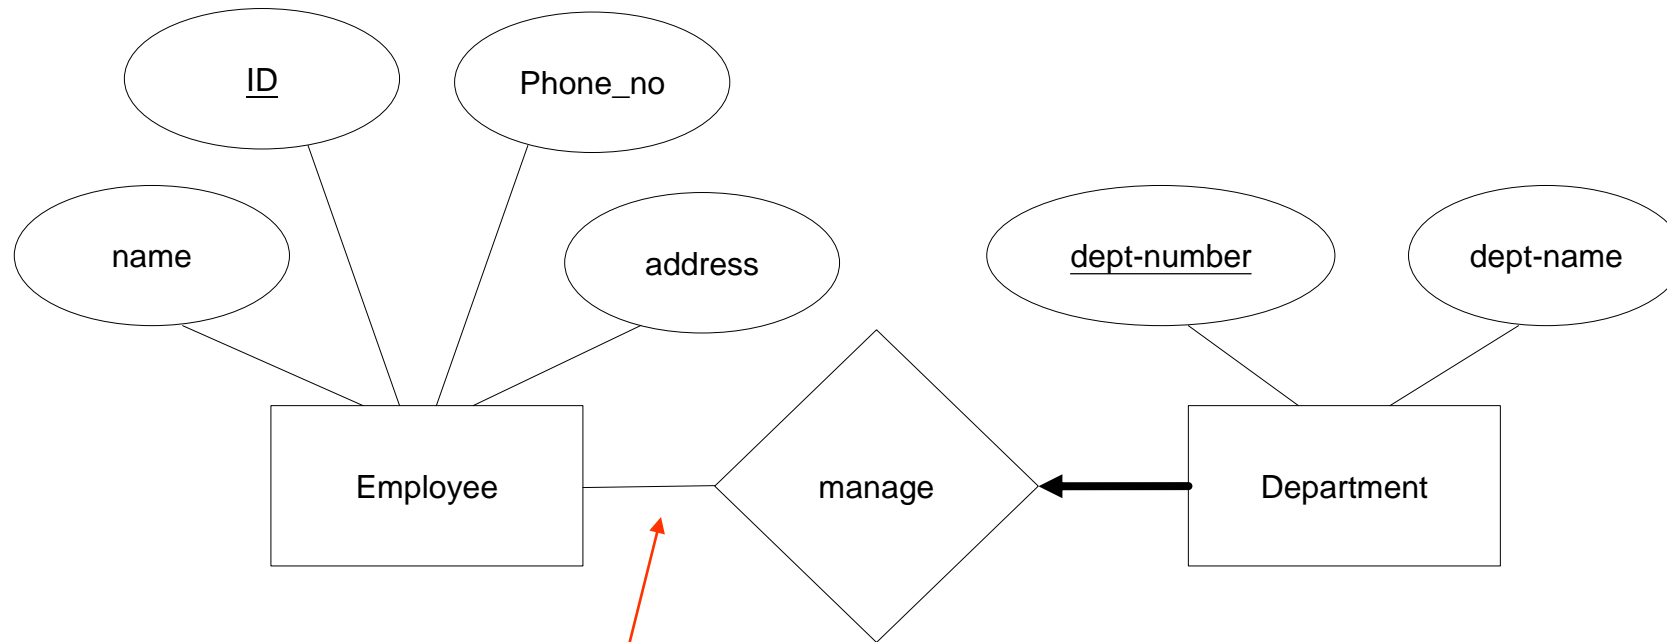 ID
Phone_no
name
address
dept-number
dept-name
Employee
manage
Department